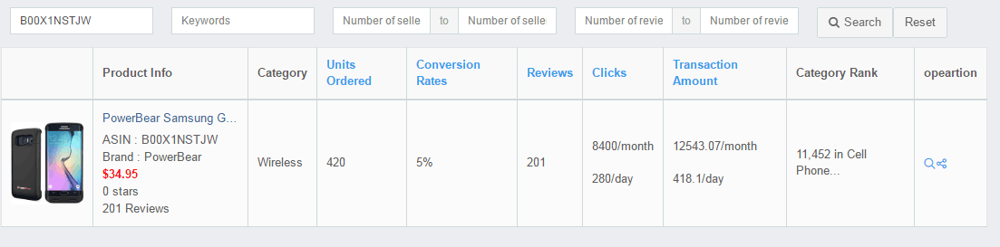 B00X1NSTJW
Keywords
Number of selle to Number of selle
Number of revie to Number of revie
Search
Reset
Product Info
Category
Units
Ordered
Conversion
Rates
Reviews
Clicks
Transaction
Amount
Category Rank
opeartion
PowerBear Samsung G...
ASIN : B00X1NSTJW
Brand : PowerBear
$34.95
0 stars
201 Reviews
Wireless
420
5%
201
8400/month
280/day
12543.07/month
418.1/day
11,452 in Cell
Phone...